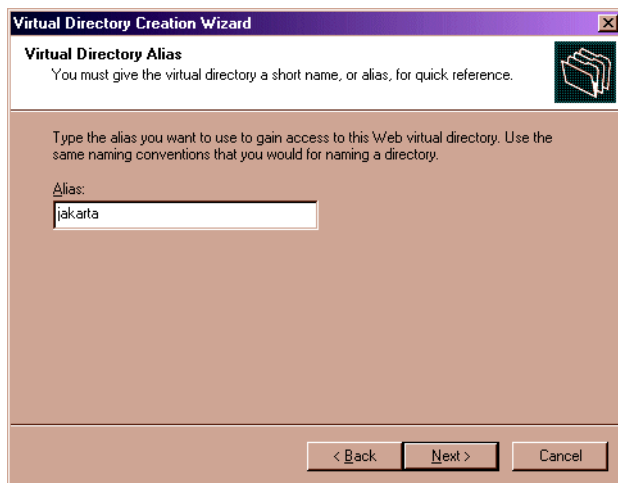 Virtual Directory Creation Wizard
Virtual Directory Alias
You must give the virtual directory a short name, or alias, for quick reference.
Type the alias you want to use to gain access to this Web virtual directory. Use the
same naming conventions that you would for naming a directory.
Alias:
jakarta
< Back Next > Cancel